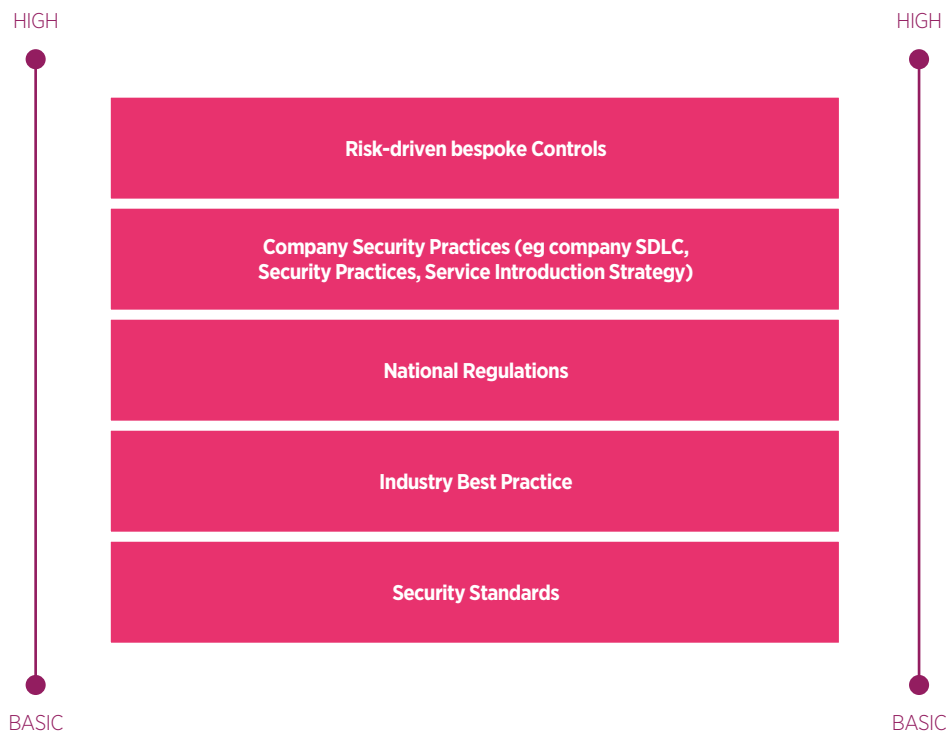 HIGH
HIGH
Risk-driven bespoke Controls
Company Security Practices (eg company SDLC,
Security Practices, Service Introduction Strategy)
National Regulations
Industry Best Practice
Security Standards
BASIC
BASIC